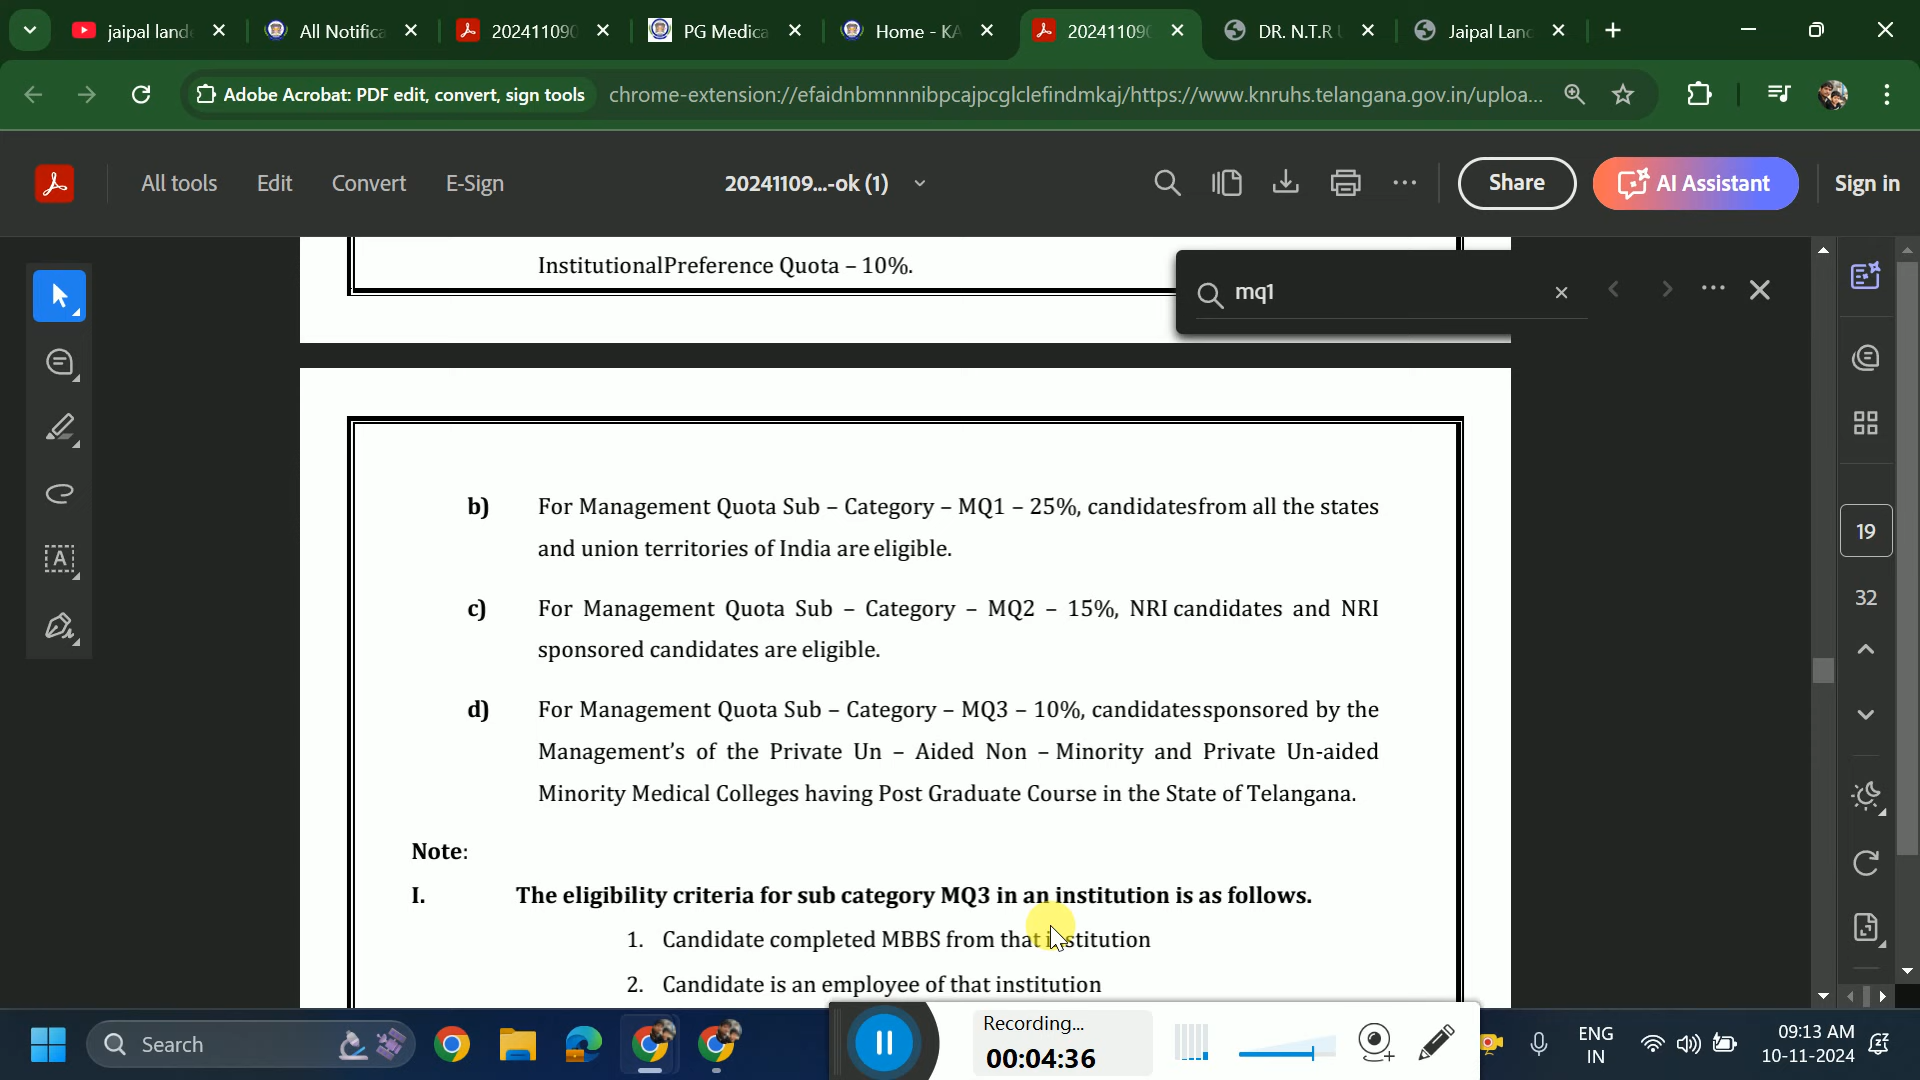 jaipal lande
All Notifica
202411090
PG Medica
Home - KA
202411090
DR. N.T.R U
Jaipal Land
Adobe Acrobat: PDF edit, convert, sign tools
chrome-extension://efaidnbmnnnibpcajpcglclefindmkaj/https://www.knruhs.telangana.gov.in/uploa...
All tools
Edit
Convert
E-Sign
20241109...-ok (1)
Share
AI Assistant
Sign in
InstitutionalPreference Quota – 10%.
mq1
b) For Management Quota Sub – Category – MQ1 – 25%, candidatesfrom all the states
and union territories of India are eligible.
c) For Management Quota Sub – Category – MQ2 – 15%, NRI candidates and NRI
sponsored candidates are eligible.
d) For Management Quota Sub – Category – MQ3 – 10%, candidatessponsored by the
Management's of the Private Un – Aided Non – Minority and Private Un-aided
Minority Medical Colleges having Post Graduate Course in the State of Telangana.
Note:
I. The eligibility criteria for sub category MQ3 in an institution is as follows.
1. Candidate completed MBBS from that institution
2. Candidate is an employee of that institution
19
32
Search
Recording...
00:04:36
ENG
IN
09:13 AM
10-11-2024